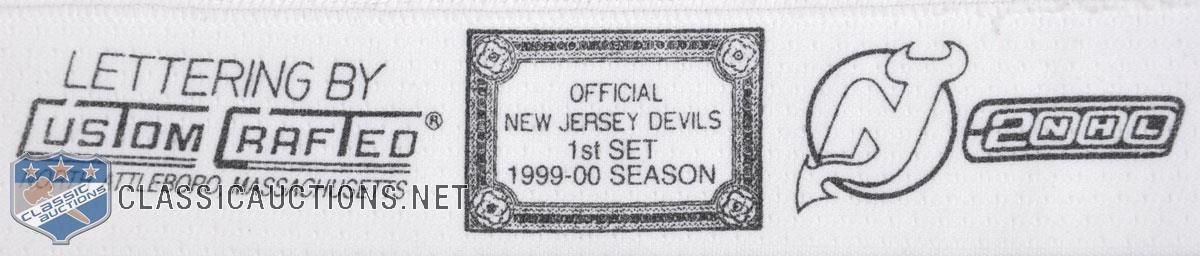 LETTERING BY
CUSTOM CRAFTED®
ATTLEBORO, MASSACHUSETTS
OFFICIAL
NEW JERSEY DEVILS
1st SET
1999-00 SEASON
2NHL
CLASSIC
AUCTIONS
CLASSICAUCTIONS.NET